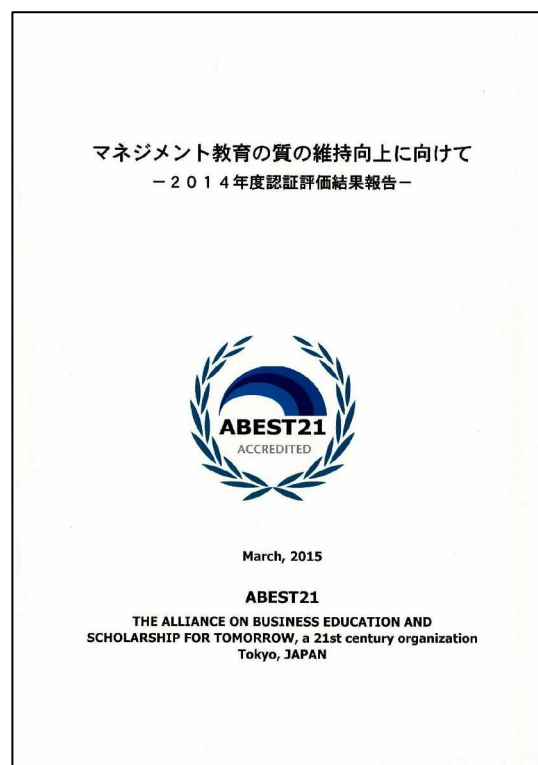 マネジメント教育の質の維持向上に向けて
－２０１４年度認証評価結果報告－
ABEST21
ACCREDITED
March, 2015
ABEST21
THE ALLIANCE ON BUSINESS EDUCATION AND
SCHOLARSHIP FOR TOMORROW, a 21st century organization
Tokyo, JAPAN